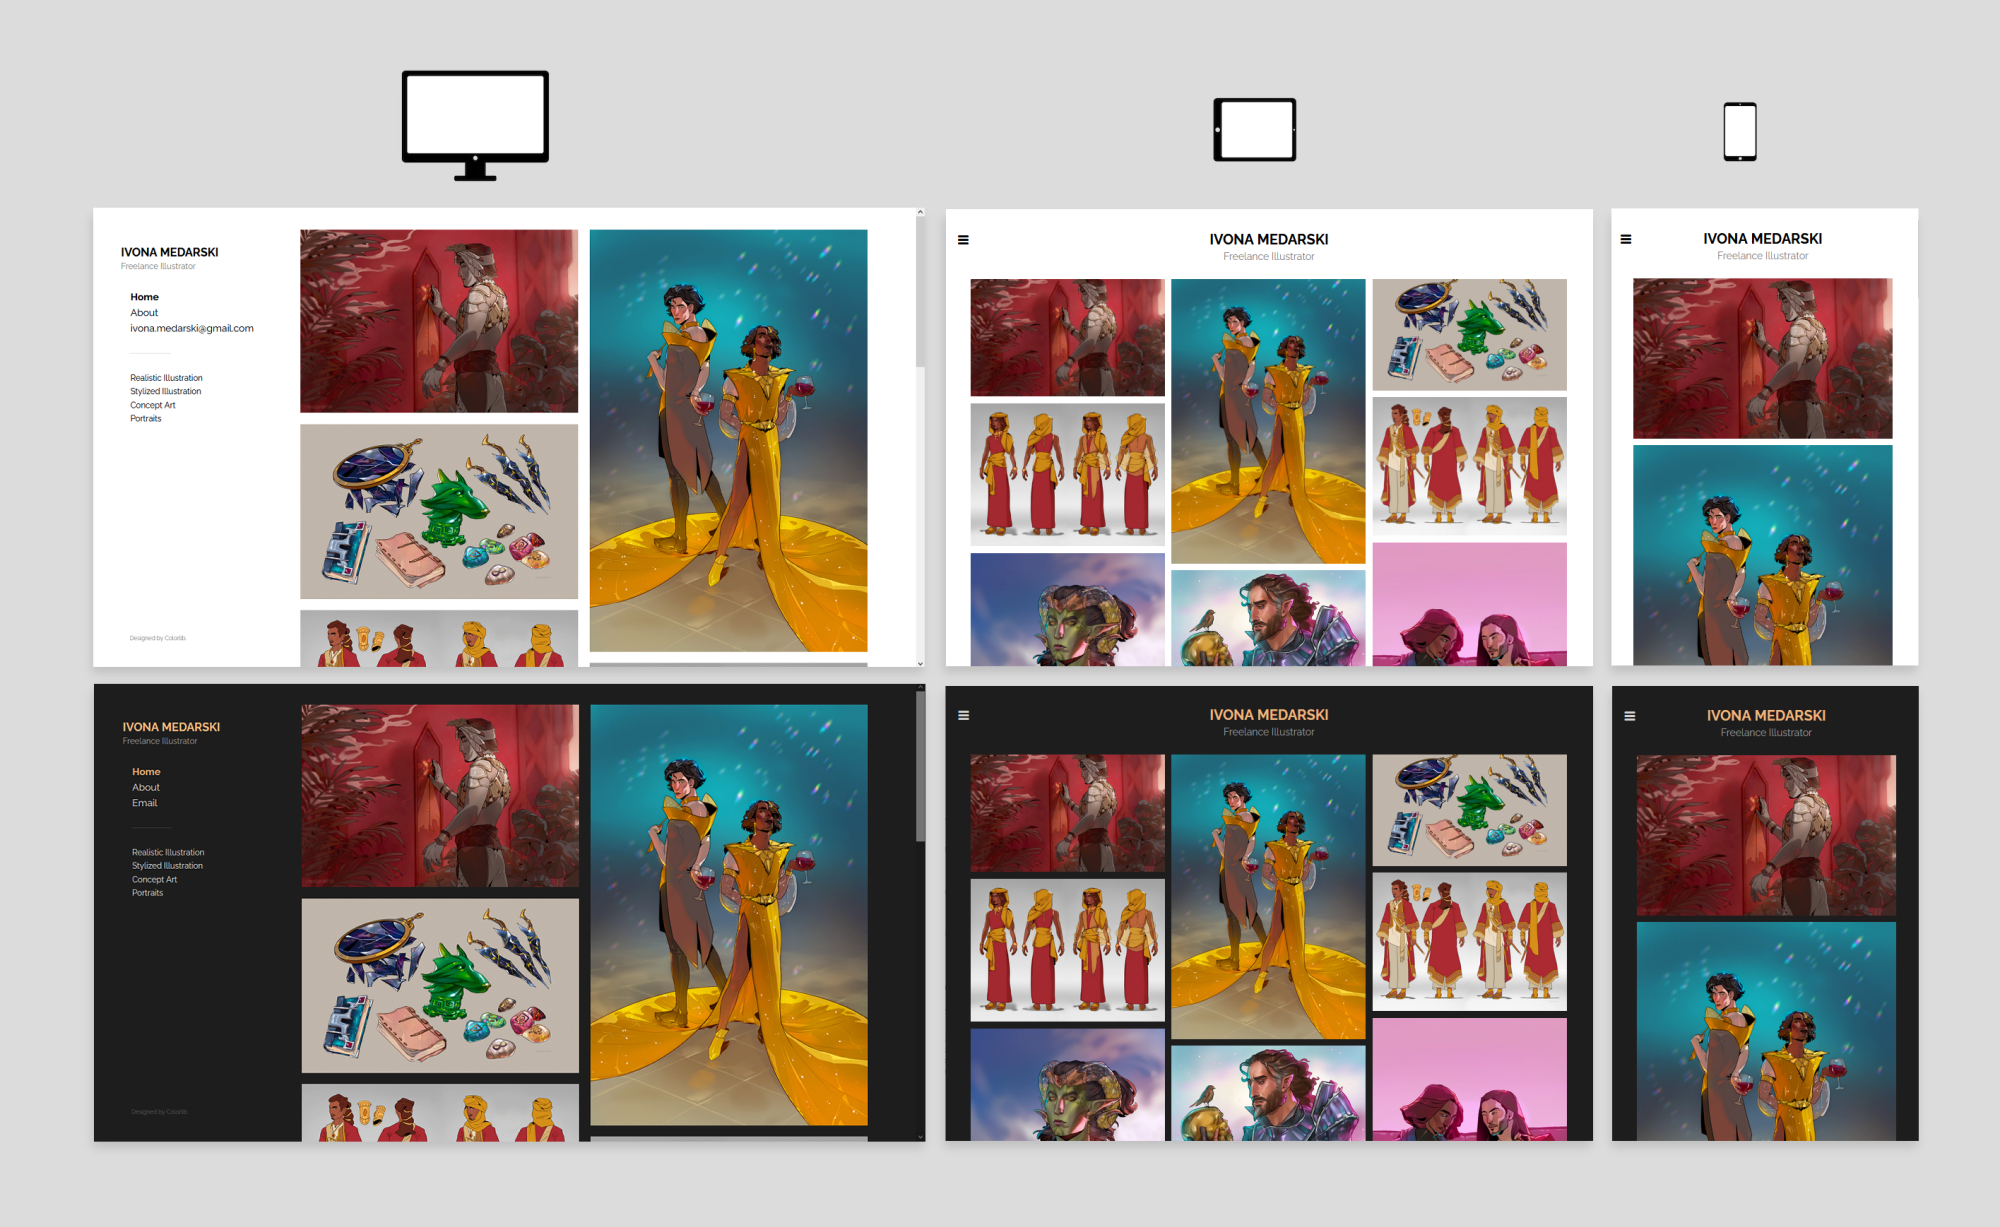 IVONA MEDARSKI
Freelance Illustrator
Home
About
ivona.medarski@gmail.com
Realistic Illustration
Stylized Illustration
Concept Art
Portraits
Designed by Colorlib.
IVONA MEDARSKI
Freelance Illustrator
IVONA MEDARSKI
Freelance Illustrator
IVONA MEDARSKI
Freelance Illustrator
Home
About
Email
Realistic Illustration
Stylized Illustration
Concept Art
Portraits
Designed by Colorlib.
IVONA MEDARSKI
Freelance Illustrator
IVONA MEDARSKI
Freelance Illustrator